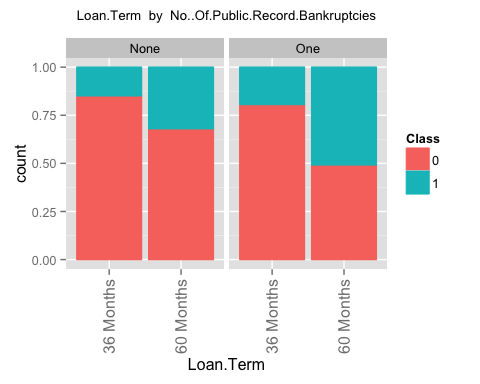 Loan.Term by No..Of.Public.Record.Bankruptcies
None
One
1.00
0.75
0.50
0.25
0.00
count
36 Months
60 Months
36 Months
60 Months
Loan.Term
Class
0
1